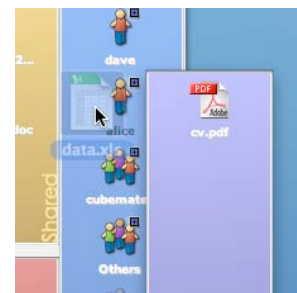 dave
2...
PDF
Adobe
alice
doc
cv.pdf
data.xls
Shared
cubemate
Others